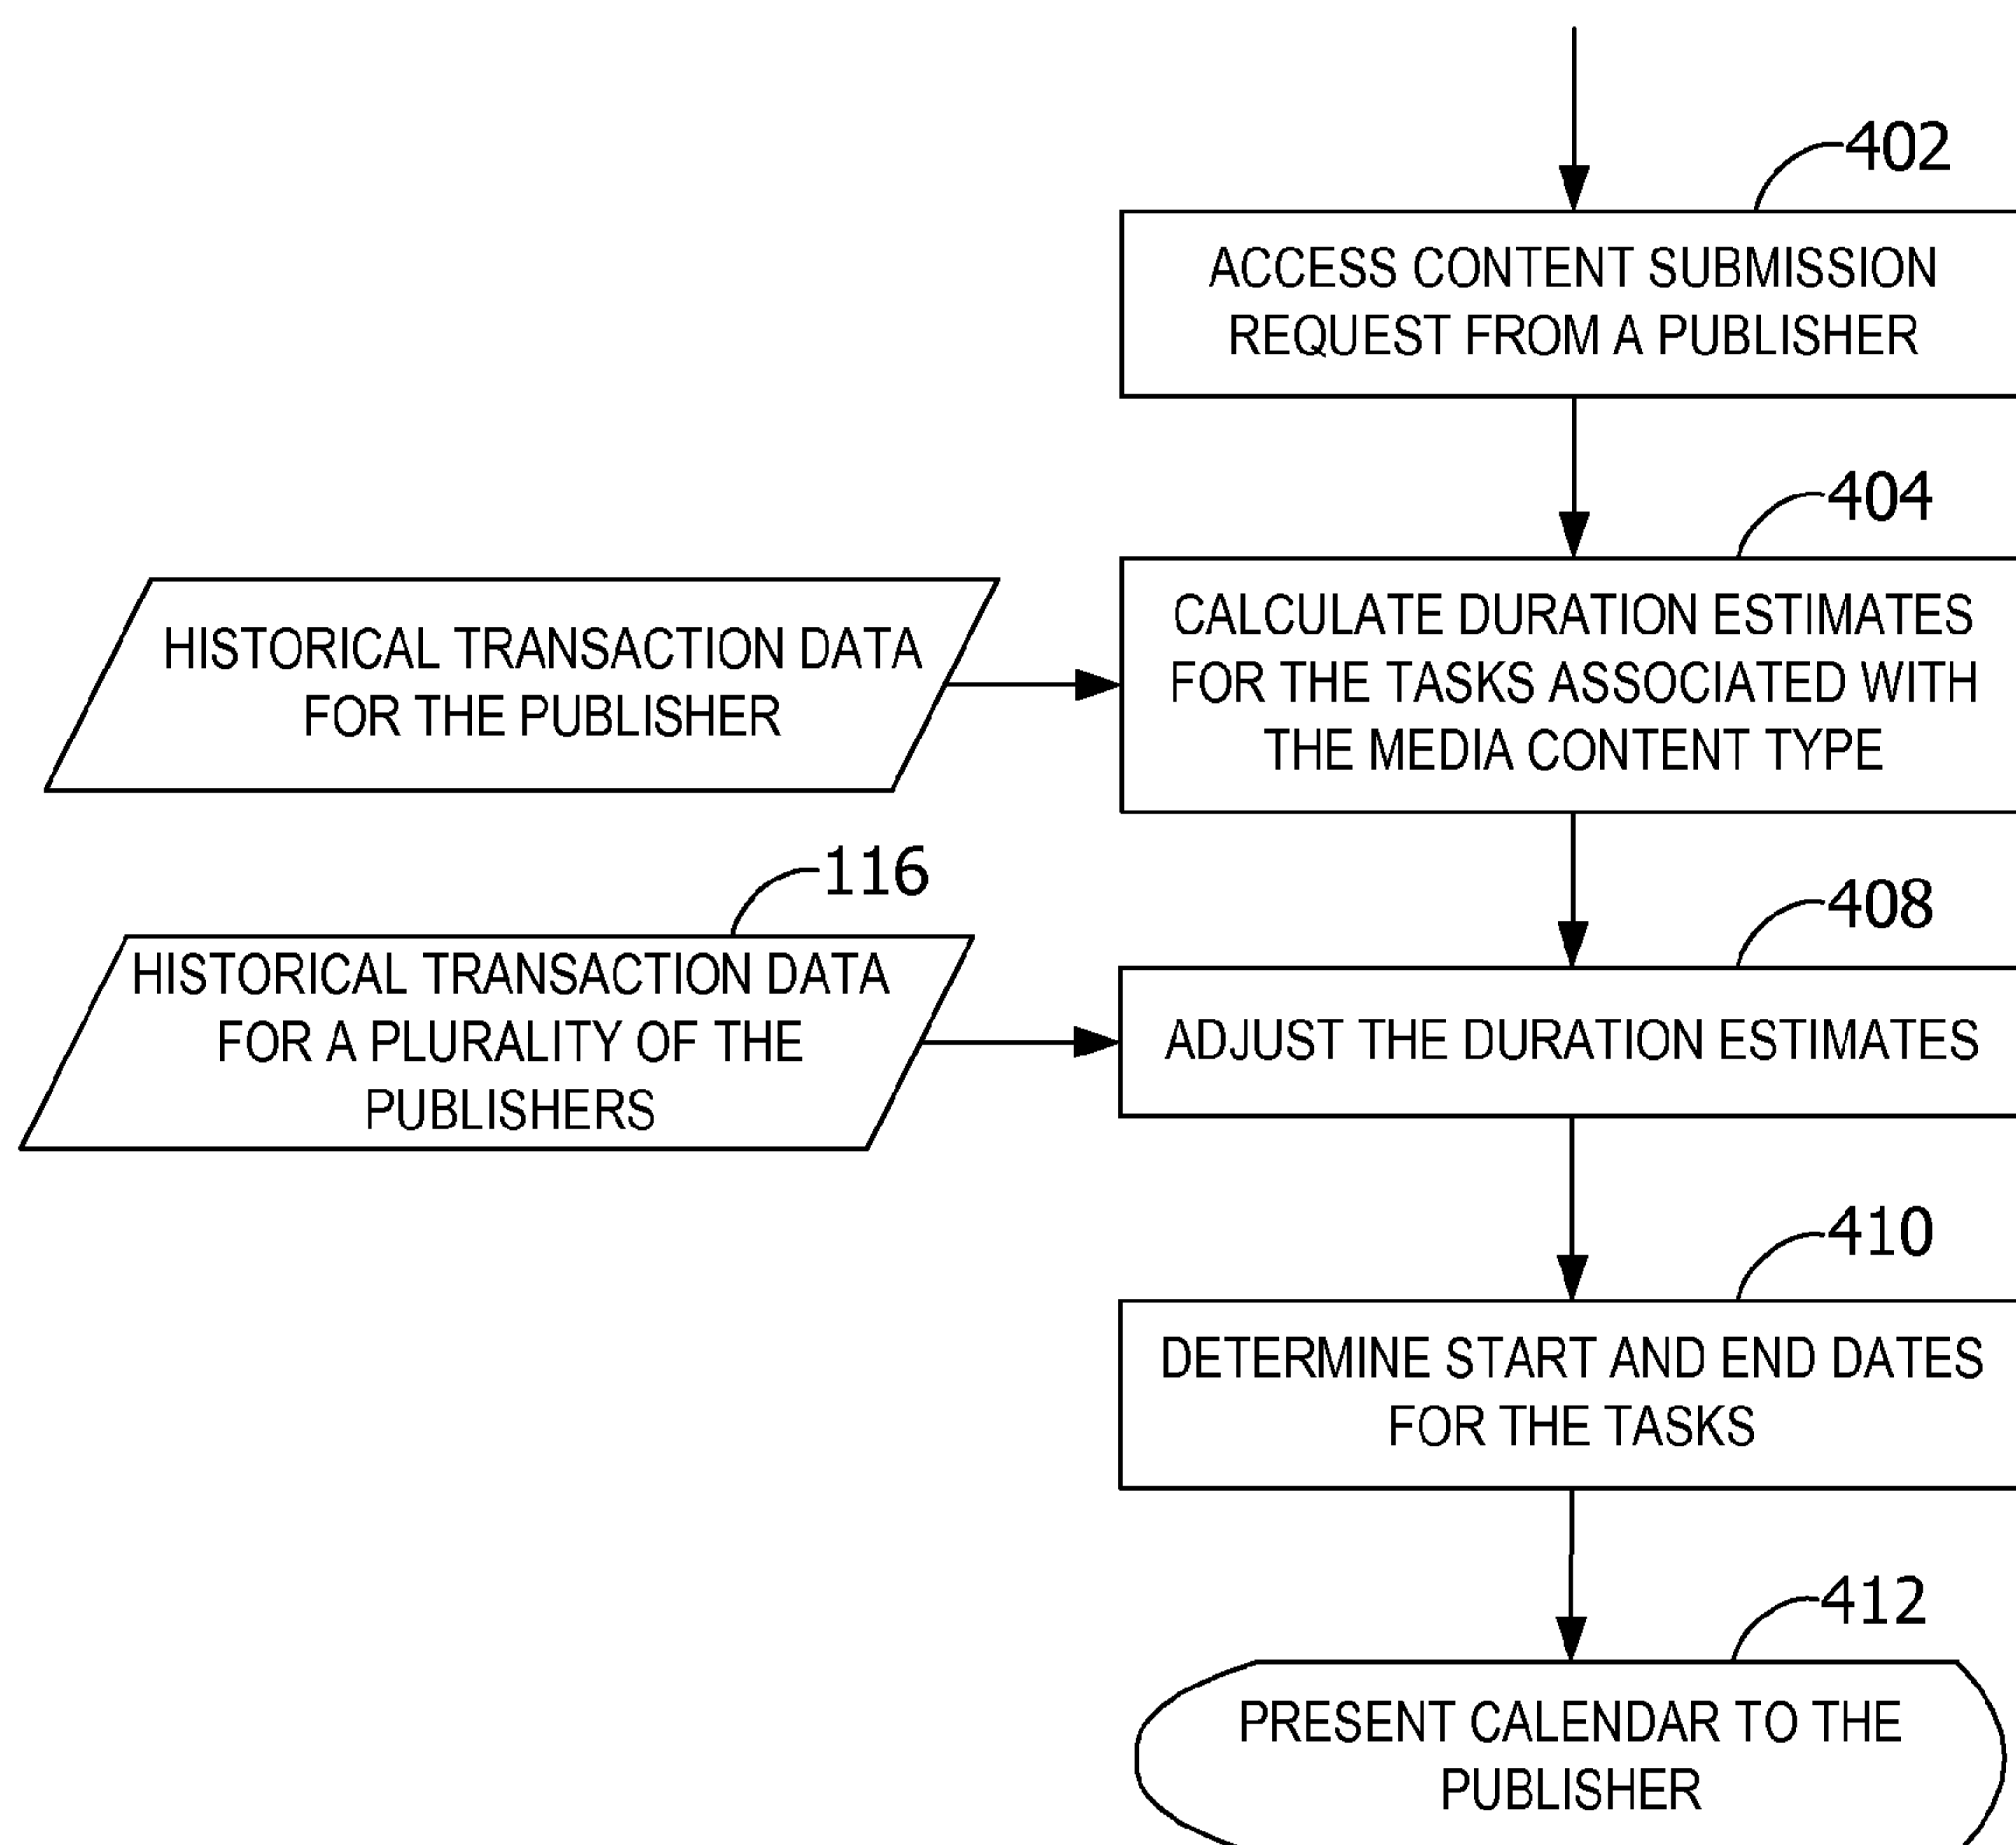 402
ACCESS CONTENT SUBMISSION
REQUEST FROM A PUBLISHER
404
CALCULATE DURATION ESTIMATES
FOR THE TASKS ASSOCIATED WITH
THE MEDIA CONTENT TYPE
HISTORICAL TRANSACTION DATA
FOR THE PUBLISHER
116
HISTORICAL TRANSACTION DATA
FOR A PLURALITY OF THE
PUBLISHERS
408
ADJUST THE DURATION ESTIMATES
410
DETERMINE START AND END DATES
FOR THE TASKS
412
PRESENT CALENDAR TO THE
PUBLISHER